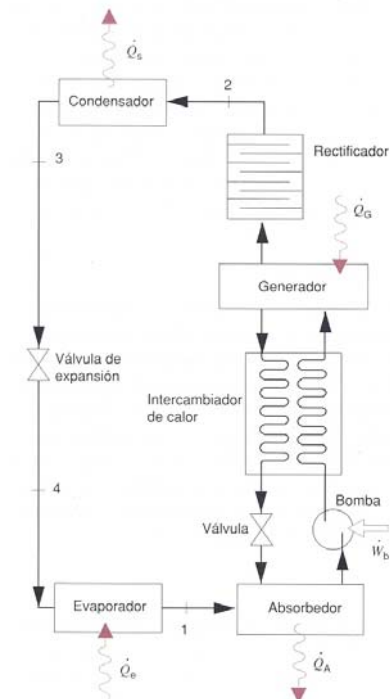 Q̇s
2
Condensador
Rectificador
3
Q̇G
Generador
Válvula de
expansión
Intercambiador
de calor
4
Bomba
Válvula
Ẇb
Evaporador
1
Absorbedor
Q̇e
Q̇A